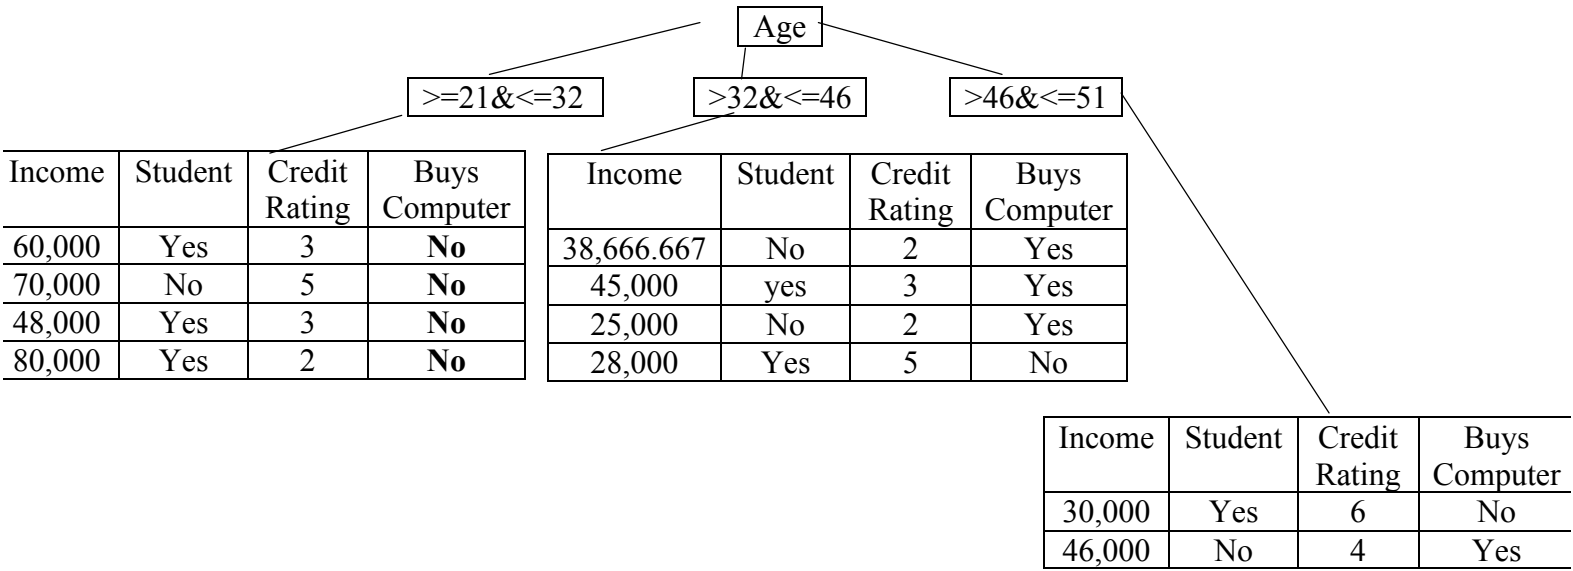 Age
>=21&<=32 >32&<=46 >46&<=51
Income Student Credit Rating Buys Computer
60,000 Yes 3 No
70,000 No 5 No
48,000 Yes 3 No
80,000 Yes 2 No
Income Student Credit Rating Buys Computer
38,666.667 No 2 Yes
45,000 yes 3 Yes
25,000 No 2 Yes
28,000 Yes 5 No
Income Student Credit Rating Buys Computer
30,000 Yes 6 No
46,000 No 4 Yes